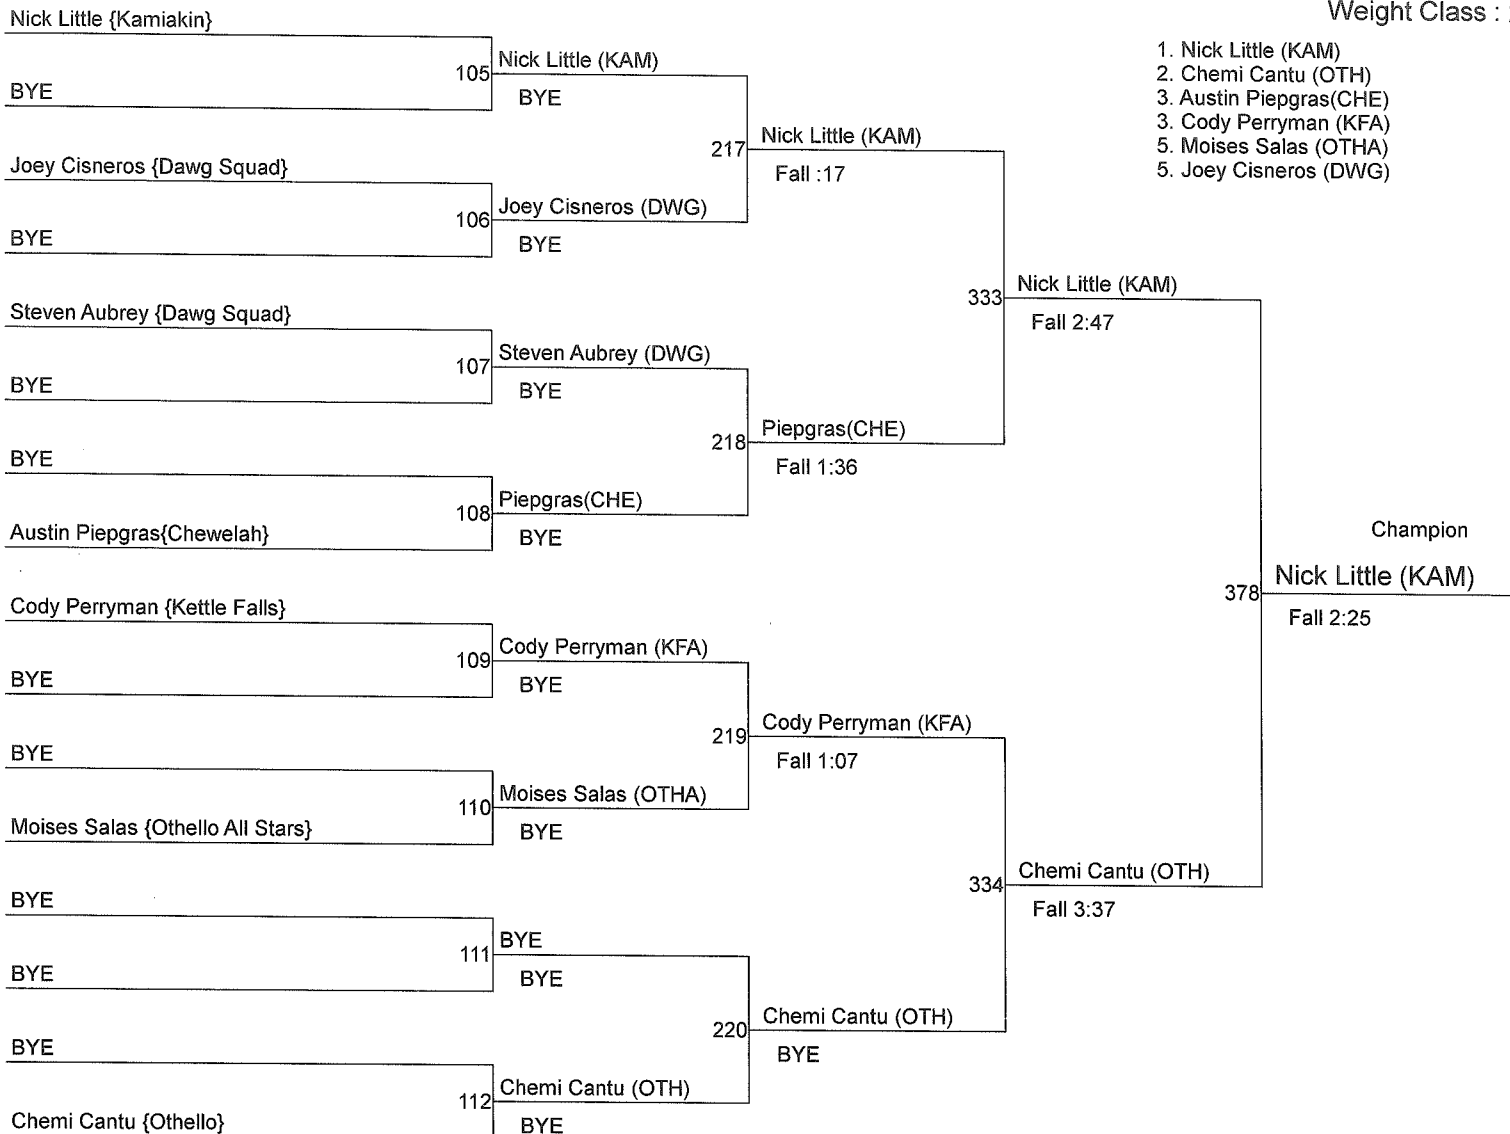 Weight Class :
1. Nick Little (KAM)
2. Chemi Cantu (OTH)
3. Austin Piepgras(CHE)
3. Cody Perryman (KFA)
5. Moises Salas (OTHA)
5. Joey Cisneros (DWG)
Nick Little {Kamiakin}
BYE
Joey Cisneros {Dawg Squad}
BYE
Steven Aubrey {Dawg Squad}
BYE
BYE
Austin Piepgras{Chewelah}
Cody Perryman {Kettle Falls}
BYE
BYE
Moises Salas {Othello All Stars}
BYE
BYE
BYE
Chemi Cantu {Othello}
105 Nick Little (KAM)
BYE
106 Joey Cisneros (DWG)
BYE
107 Steven Aubrey (DWG)
BYE
108 Piepgras(CHE)
BYE
109 Cody Perryman (KFA)
BYE
110 Moises Salas (OTHA)
BYE
111 BYE
BYE
112 Chemi Cantu (OTH)
BYE
217 Nick Little (KAM)
Fall :17
218 Piepgras(CHE)
Fall 1:36
219 Cody Perryman (KFA)
Fall 1:07
220 Chemi Cantu (OTH)
BYE
333 Nick Little (KAM)
Fall 2:47
334 Chemi Cantu (OTH)
Fall 3:37
Champion
378 Nick Little (KAM)
Fall 2:25